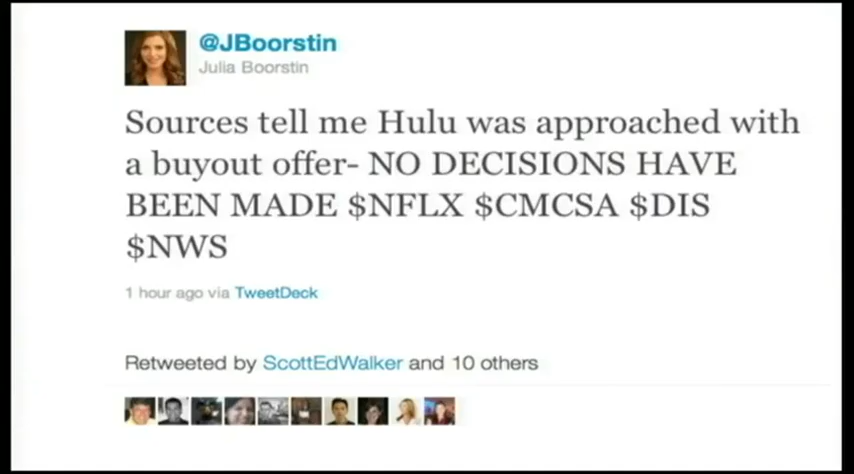 @JBoorstin
Julia Boorstin
Sources tell me Hulu was approached with
a buyout offer- NO DECISIONS HAVE
BEEN MADE $NFLX $CMCSA $DIS
$NWS
1 hour ago via TweetDeck
Retweeted by ScottEdWalker and 10 others